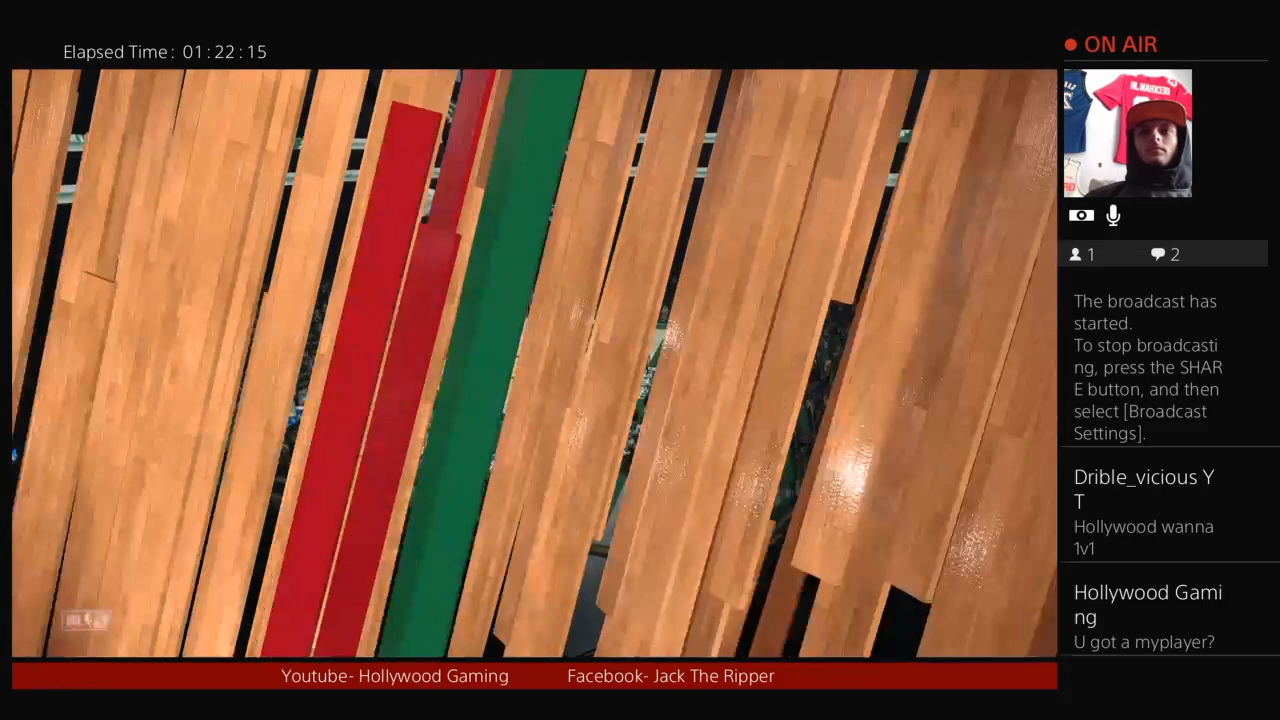 Elapsed Time: 01:22:15
ON AIR
1
2
The broadcast has
started.
To stop broadcasti
ng, press the SHAR
E button, and then
select [Broadcast
Settings].
Drible_vicious Y
T
Hollywood wanna
1v1
Hollywood Gami
ng
U got a myplayer?
Youtube- Hollywood Gaming
Facebook- Jack The Ripper